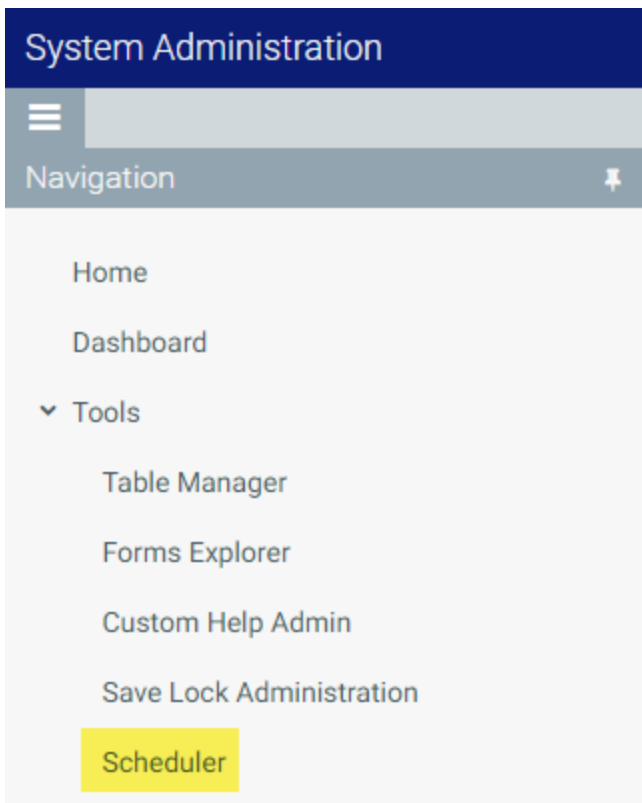 System Administration
Navigation
Home
Dashboard
Tools
Table Manager
Forms Explorer
Custom Help Admin
Save Lock Administration
Scheduler